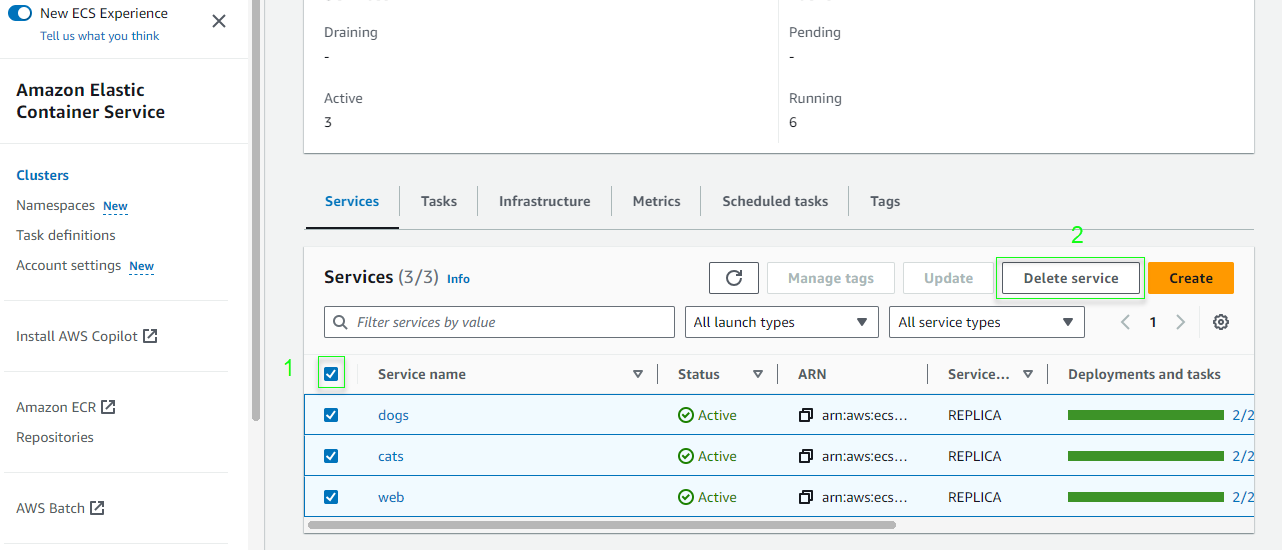 New ECS Experience
Tell us what you think
Amazon Elastic
Container Service
Clusters
Namespaces New
Task definitions
Account settings New
Install AWS Copilot
Amazon ECR
Repositories
AWS Batch
Draining
-
Pending
-
Active
3
Running
6
Services Tasks Infrastructure Metrics Scheduled tasks Tags
2
Services (3/3) Info Manage tags Update Delete service Create
Filter services by value All launch types All service types 1
1
Service name Status ARN Service... Deployments and tasks
dogs Active arn:aws:ecs... REPLICA 2/2
cats Active arn:aws:ecs... REPLICA 2/2
web Active arn:aws:ecs... REPLICA 2/2